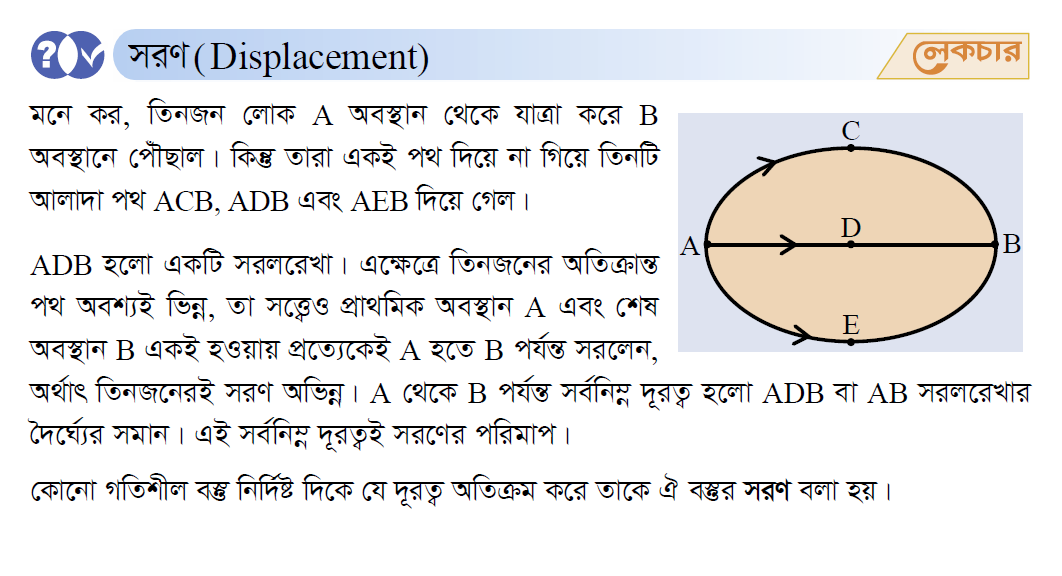 সরণ (Displacement)
লেকচার
মনে কর, তিনজন লোক A অবস্থান থেকে যাত্রা করে B
অবস্থানে পৌঁছাল। কিন্তু তারা একই পথ দিয়ে না গিয়ে তিনটি
আলাদা পথ ACB, ADB এবং AEB দিয়ে গেল।
ADB হলো একটি সরলরেখা। এক্ষেত্রে তিনজনের অতিক্রান্ত
পথ অবশ্যই ভিন্ন, তা সত্ত্বেও প্রাথমিক অবস্থান A এবং শেষ
অবস্থান B একই হওয়ায় প্রত্যেকেই A হতে B পর্যন্ত সরলেন,
অর্থাৎ তিনজনেরই সরণ অভিন্ন। A থেকে B পর্যন্ত সর্বনিম্ন দূরত্ব হলো ADB বা AB সরলরেখার
দৈর্ঘ্যের সমান। এই সর্বনিম্ন দূরত্বই সরণের পরিমাপ।
কোনো গতিশীল বস্তু নির্দিষ্ট দিকে যে দূরত্ব অতিক্রম করে তাকে ঐ বস্তুর সরণ বলা হয়।
C
A
D
B
E